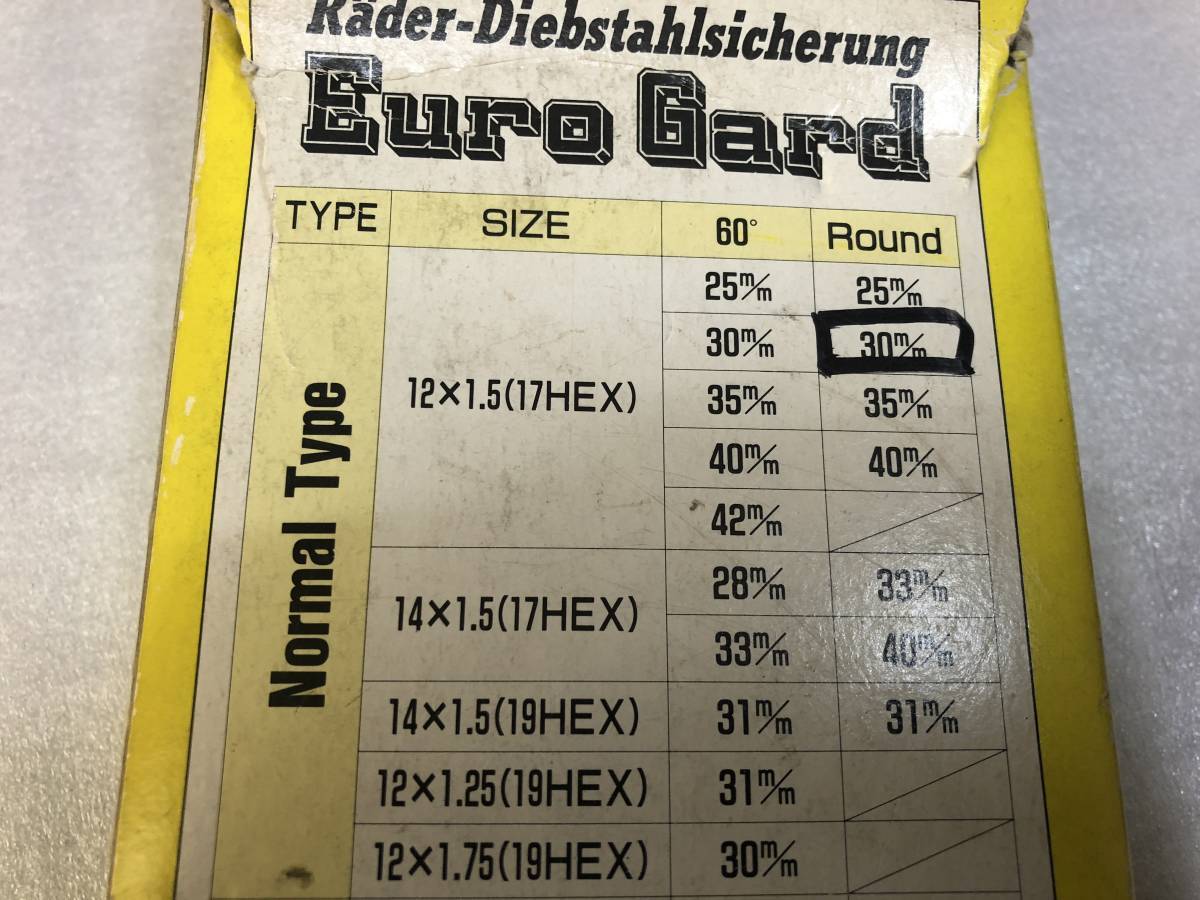 Räder-Diebstahlsicherung
Euro Gard
TYPE SIZE 60° Round
Normal Type
12×1.5(17HEX)
25m/m 25m/m
30m/m 30m/m
35m/m 35m/m
40m/m 40m/m
42m/m
14×1.5(17HEX)
28m/m 33m/m
33m/m 40m/m
14×1.5(19HEX) 31m/m 31m/m
12×1.25(19HEX) 31m/m
12×1.75(19HEX) 30m/m